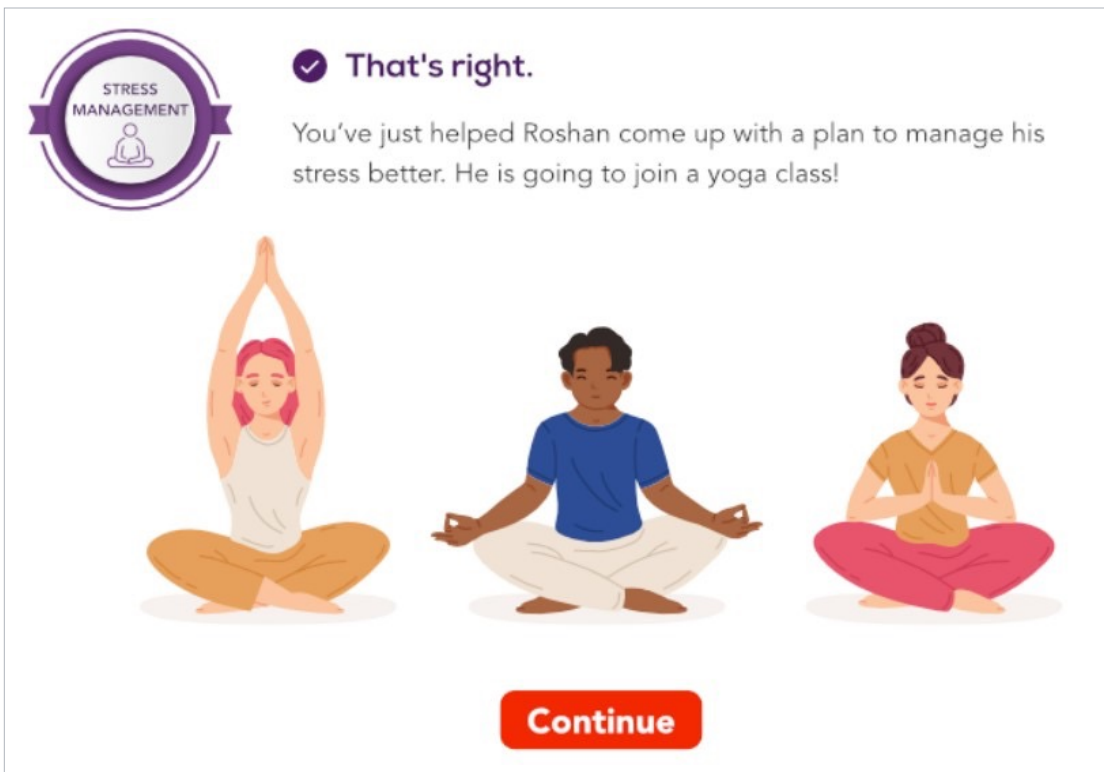 STRESS
MANAGEMENT
That's right.
You've just helped Roshan come up with a plan to manage his
stress better. He is going to join a yoga class!
Continue